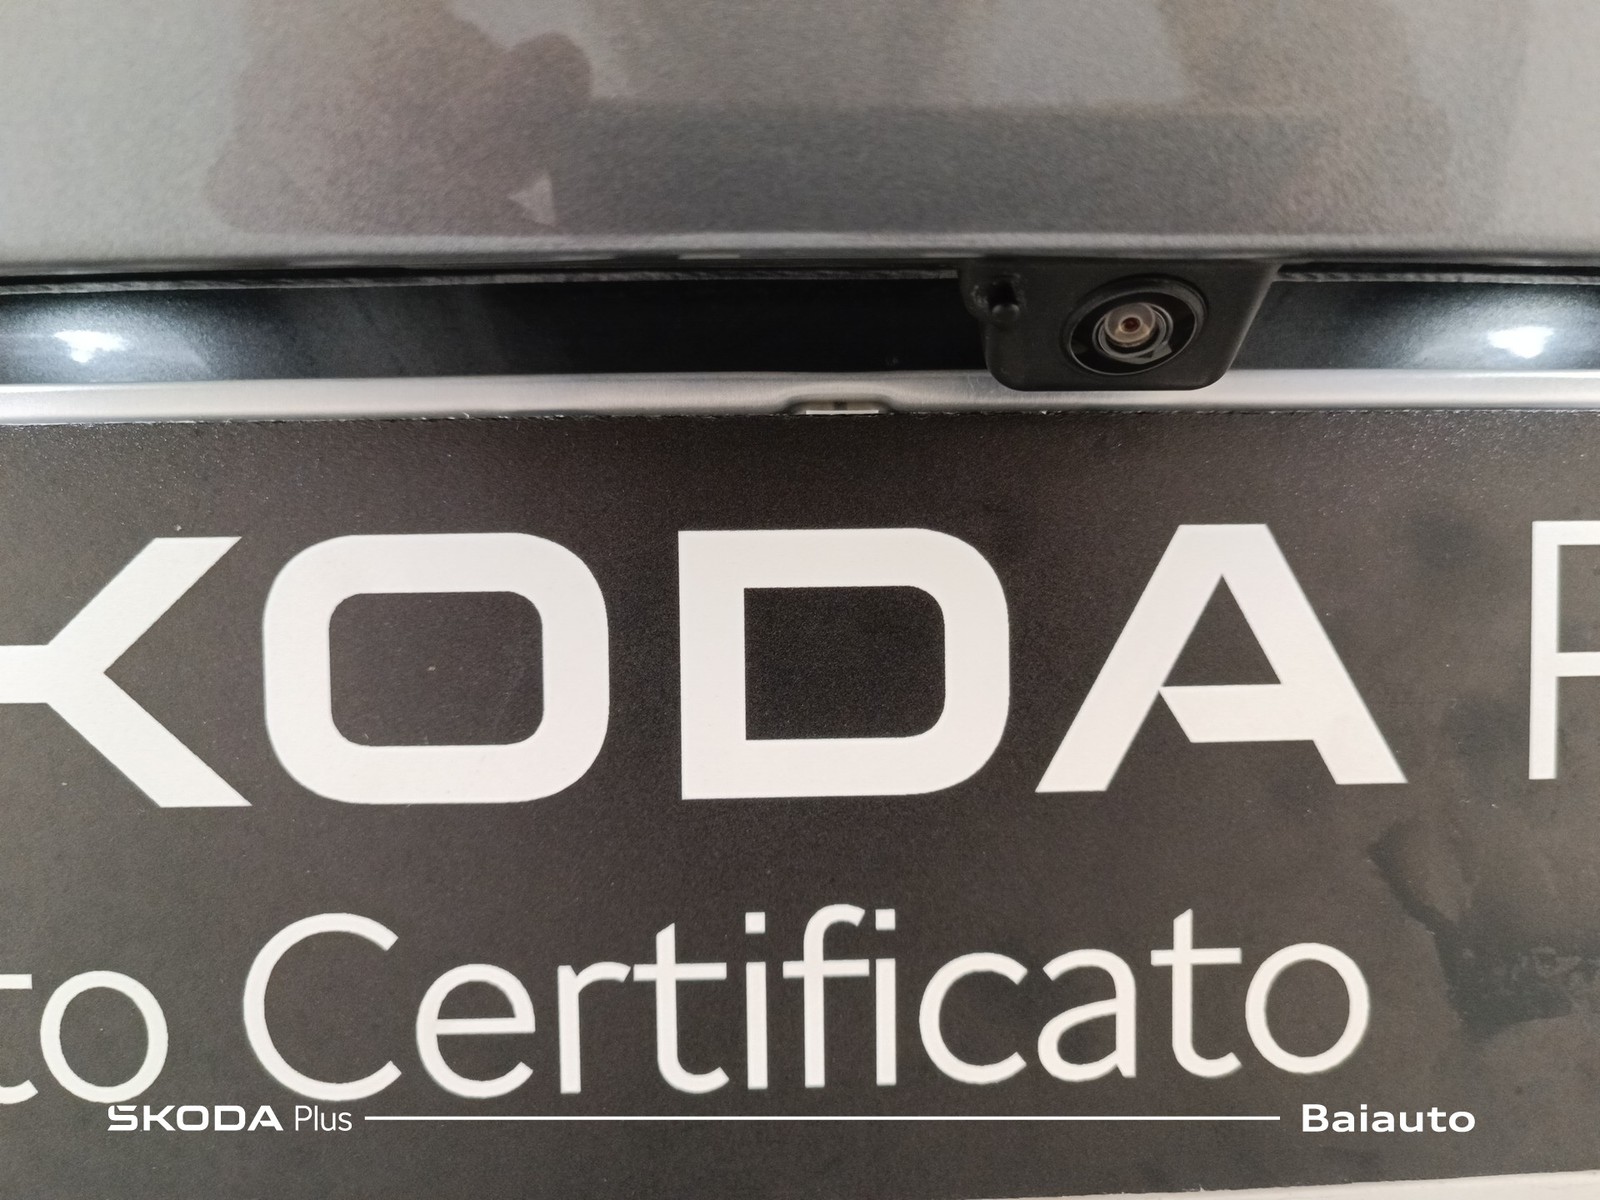 KODA P
to Certificato
ŠKODA Plus
Baiauto